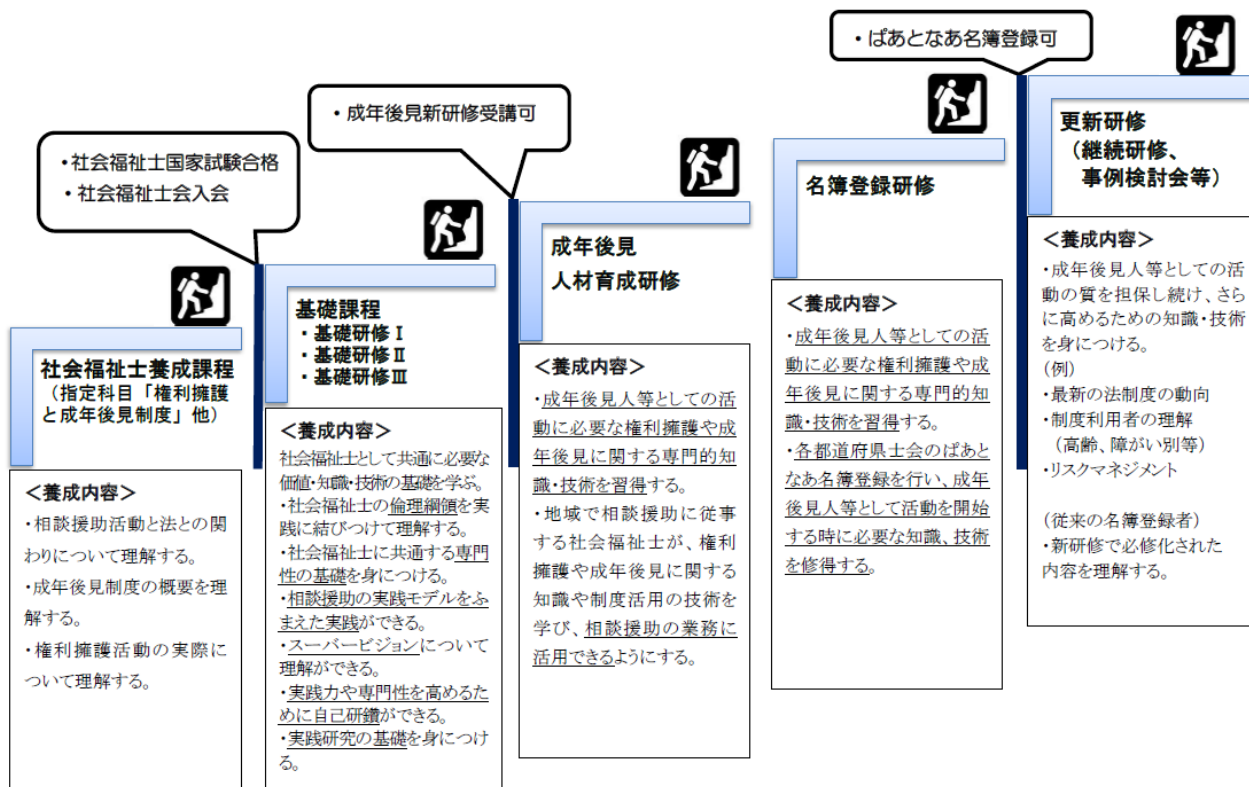 ・社会福祉士国家試験合格
・社会福祉士会入会
・成年後見新研修受講可
・ぱあとなあ名簿登録可
社会福祉士養成課程
（指定科目「権利擁護
と成年後見制度」他）
＜養成内容＞
・相談援助活動と法との関
わりについて理解する。
・成年後見制度の概要を理
解する。
・権利擁護活動の実際に
ついて理解する。
基礎課程
・基礎研修Ⅰ
・基礎研修Ⅱ
・基礎研修Ⅲ
＜養成内容＞
社会福祉士として共通に必要な
価値・知識・技術の基礎を学ぶ。
・社会福祉士の倫理綱領を実
践に結びつけて理解する。
・社会福祉士に共通する専門
性の基礎を身につける。
・相談援助の実践モデルをふ
まえた実践ができる。
・スーパービジョンについて
理解ができる。
・実践力や専門性を高めるた
めに自己研鑽ができる。
・実践研究の基礎を身につけ
る。
成年後見
人材育成研修
＜養成内容＞
・成年後見人等としての活
動に必要な権利擁護や成
年後見に関する専門的知
識・技術を習得する。
・地域で相談援助に従事
する社会福祉士が、権利
擁護や成年後見に関する
知識や制度活用の技術を
学び、相談援助の業務に
活用できるようにする。
名簿登録研修
＜養成内容＞
・成年後見人等としての活
動に必要な権利擁護や成
年後見に関する専門的知
識・技術を習得する。
・各都道府県士会のぱあと
なあ名簿登録を行い、成年
後見人等として活動を開始
する時に必要な知識、技術
を修得する。
更新研修
（継続研修、
事例検討会等）
＜養成内容＞
・成年後見人等としての活
動の質を担保し続け、さら
に高めるための知識・技術
を身につける。
(例)
・最新の法制度の動向
・制度利用者の理解
（高齢、障がい別等）
・リスクマネジメント
(従来の名簿登録者)
・新研修で必修化された
内容を理解する。